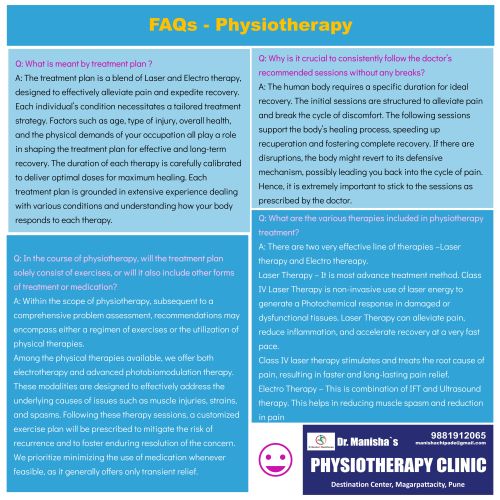 FAQs - Physiotherapy
Q: What is meant by treatment plan ?
A: The treatment plan is a blend of Laser and Electro therapy,
designed to effectively alleviate pain and expedite recovery.
Each individual's condition necessitates a tailored treatment
strategy. Factors such as age, type of injury, overall health,
and the physical demands of your occupation all play a role
in shaping the treatment plan for effective and long-term
recovery. The duration of each therapy is carefully calibrated
to deliver optimal doses for maximum healing. Each
treatment plan is grounded in extensive experience dealing
with various conditions and understanding how your body
responds to each therapy.
Q: In the course of physiotherapy, will the treatment plan
solely consist of exercises, or will it also include other forms
of treatment or medication?
A: Within the scope of physiotherapy, subsequent to a
comprehensive problem assessment, recommendations may
encompass either a regimen of exercises or the utilization of
physical therapies.
Among the physical therapies available, we offer both
electrotherapy and advanced photobiomodulation therapy.
These modalities are designed to effectively address the
underlying causes of issues such as muscle injuries, strains,
and spasms. Following these therapy sessions, a customized
exercise plan will be prescribed to mitigate the risk of
recurrence and to foster enduring resolution of the concern.
We prioritize minimizing the use of medication whenever
feasible, as it generally offers only transient relief.
Q: Why is it crucial to consistently follow the doctor's
recommended sessions without any breaks?
A: The human body requires a specific duration for ideal
recovery. The initial sessions are structured to alleviate pain
and break the cycle of discomfort. The following sessions
support the body's healing process, speeding up
recuperation and fostering complete recovery. If there are
disruptions, the body might revert to its defensive
mechanism, possibly leading you back into the cycle of pain.
Hence, it is extremely important to stick to the sessions as
prescribed by the doctor.
Q: What are the various therapies included in physiotherapy
treatment?
A: There are two very effective line of therapies –Laser
therapy and Electro thereapy.
Laser Therapy – It is most advance treatment method. Class
IV Laser Therapy is non-invasive use of laser energy to
generate a Photochemical response in damaged or
dysfunctional tissues. Laser Therapy can alleviate pain,
reduce inflammation, and accelerate recovery at a very fast
pace.
Class IV laser therapy stimulates and treats the root cause of
pain, resulting in faster and long-lasting pain relief.
Electro Therapy – This is combination of IFT and Ultrasound
therapy. This helps in reducing muscle spasm and reduction
in pain
Dr. Manisha`s
9881912065
manishachipade@gmail.com
PHYSIOTHERAPY CLINIC
Destination Center, Magarpattacity, Pune